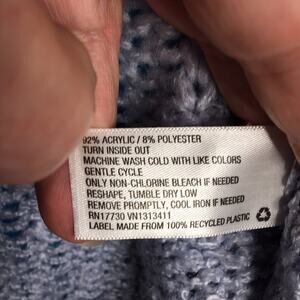 92% ACRYLIC / 8% POLYESTER
TURN INSIDE OUT
MACHINE WASH COLD WITH LIKE COLORS
GENTLE CYCLE
ONLY NON-CHLORINE BLEACH IF NEEDED
RESHAPE, TUMBLE DRY LOW
REMOVE PROMPTLY, COOL IRON IF NEEDED
RN17730 VN1313411
LABEL MADE FROM 100% RECYCLED PLASTIC